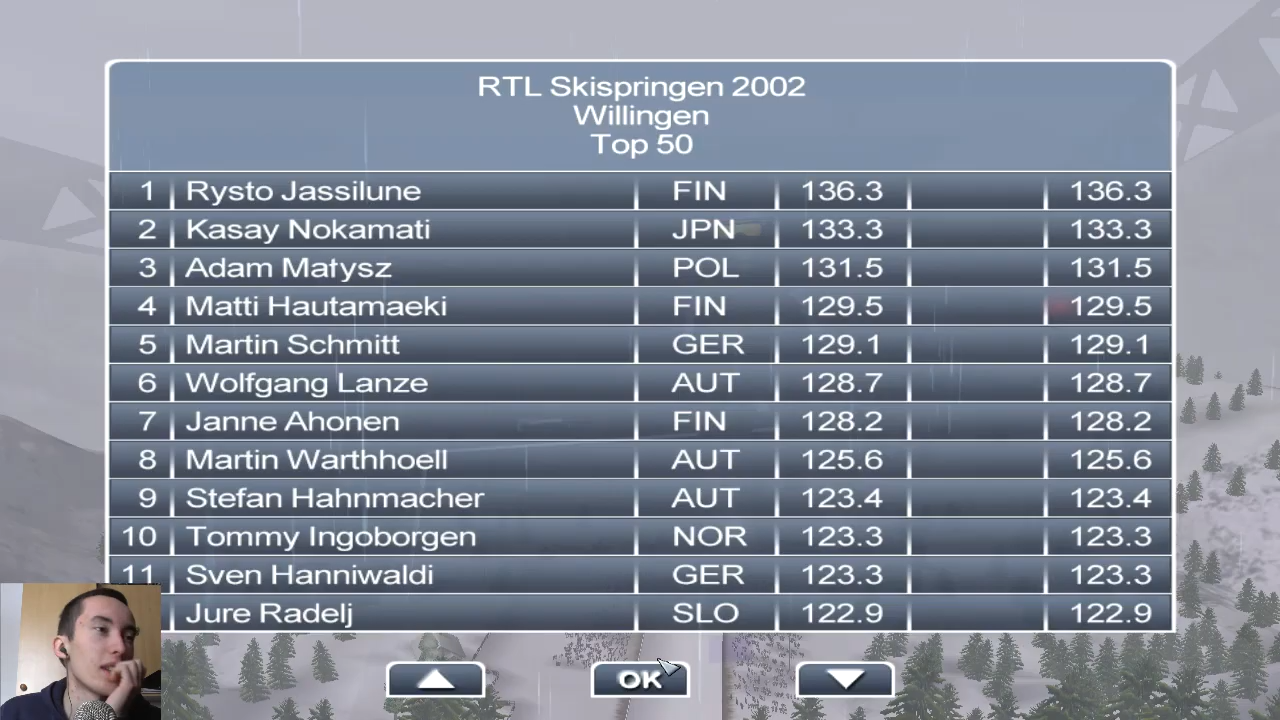 RTL Skispringen 2002
Willingen
Top 50
1 Rysto Jassilune FIN 136.3 136.3
2 Kasay Nokamati JPN 133.3 133.3
3 Adam Małysz POL 131.5 131.5
4 Matti Hautamaeki FIN 129.5 129.5
5 Martin Schmitt GER 129.1 129.1
6 Wolfgang Lanze AUT 128.7 128.7
7 Janne Ahonen FIN 128.2 128.2
8 Martin Warthhoell AUT 125.6 125.6
9 Stefan Hahnmacher AUT 123.4 123.4
10 Tommy Ingoborgen NOR 123.3 123.3
11 Sven Hanniwaldi GER 123.3 123.3
Jure Radelj SLO 122.9 122.9
OK